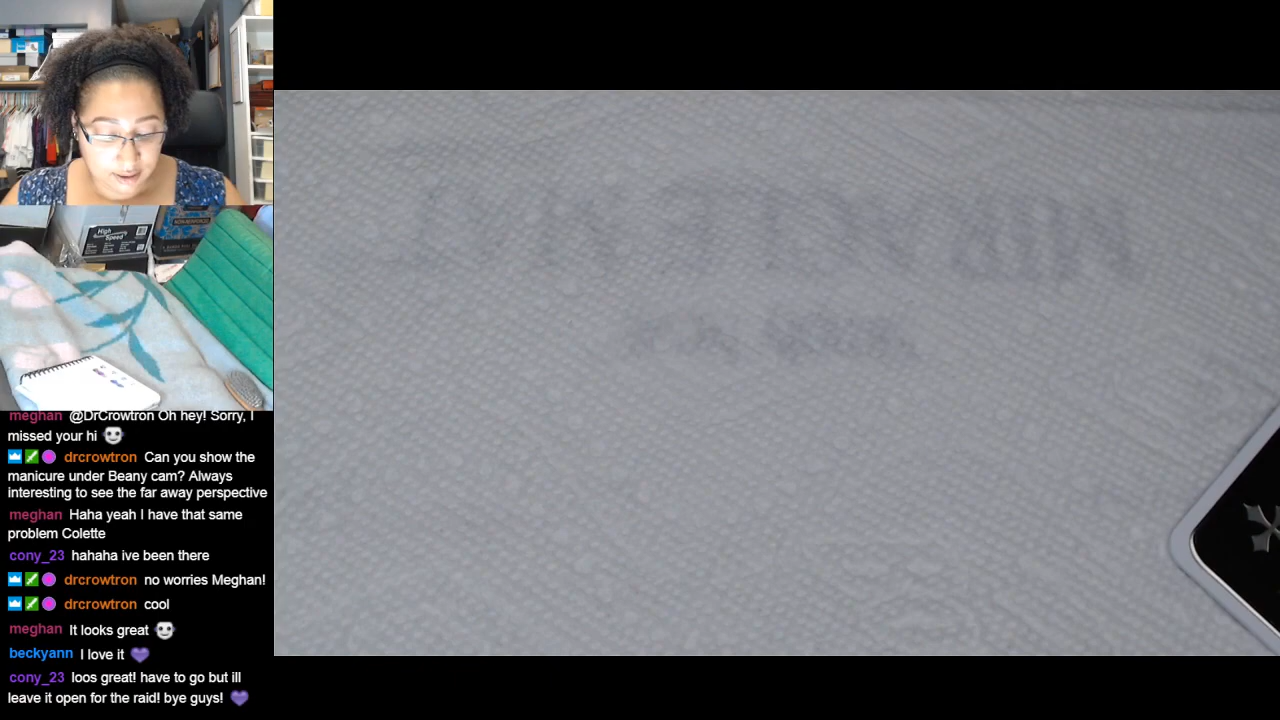 High
Speed
meghan @DrCrowtron Oh hey! Sorry, I
missed your hi
drcrowtron Can you show the
manicure under Beany cam? Always
interesting to see the far away perspective
meghan Haha yeah I have that same
problem Colette
cony_23 hahaha ive been there
drcrowtron no worries Meghan!
drcrowtron cool
meghan It looks great
beckyann I love it
cony_23 loos great! have to go but ill
leave it open for the raid! bye guys!